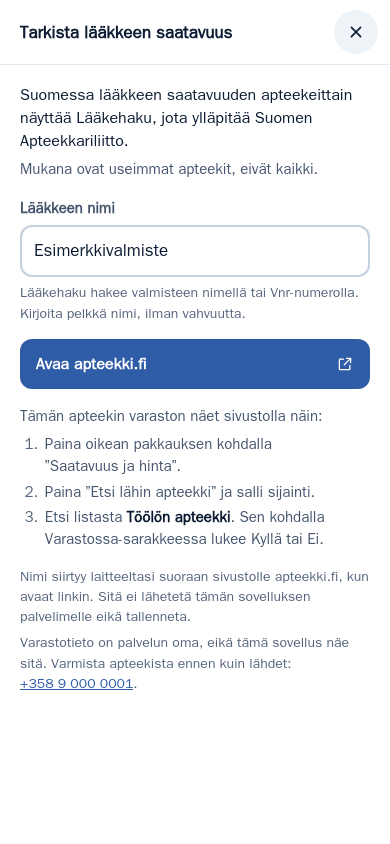 Tarkista lääkkeen saatavuus
Suomessa lääkkeen saatavuuden apteekeittain
näyttää Lääkehaku, jota ylläpitää Suomen
Apteekkariliitto.
Mukana ovat useimmat apteekit, eivät kaikki.
Lääkkeen nimi
Esimerkkivalmiste
Lääkehaku hakee valmisteen nimellä tai Vnr-numerolla.
Kirjoita pelkkä nimi, ilman vahvuutta.
Avaa apteekki.fi
Tämän apteekin varaston näet sivustolla näin:
1. Paina oikean pakkauksen kohdalla
"Saatavuus ja hinta".
2. Paina "Etsi lähin apteekki" ja salli sijainti.
3. Etsi listasta Töölön apteekki. Sen kohdalla
Varastossa-sarakkeessa lukee Kyllä tai Ei.
Nimi siirtyy laitteeltasi suoraan sivustolle apteekki.fi, kun
avaat linkin. Sitä ei lähetetä tämän sovelluksen
palvelimelle eikä tallenneta.
Varastotieto on palvelun oma, eikä tämä sovellus näe
sitä. Varmista apteekista ennen kuin lähdet:
+358 9 000 0001.